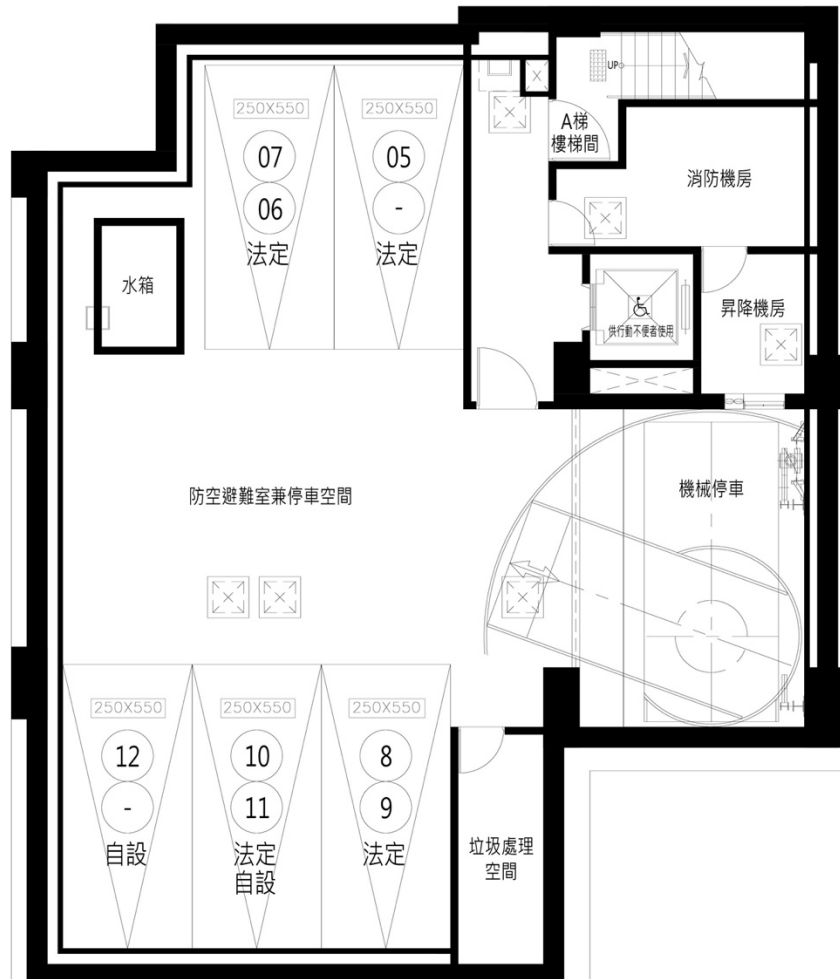 UP
A梯
樓梯間
250X550
250X550
07
06
法定
05
-
法定
消防機房
水箱
供行動不便者使用
昇降機房
防空避難室兼停車空間
機械停車
250X550
250X550
250X550
12
-
自設
10
11
法定
自設
8
9
法定
垃圾處理
空間